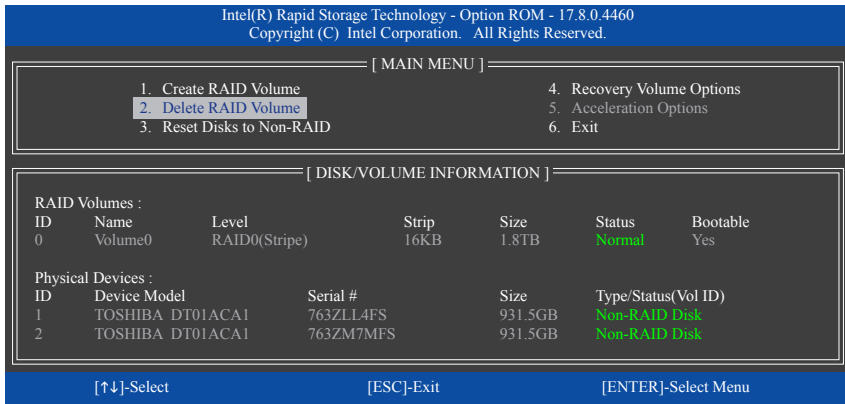 Intel(R) Rapid Storage Technology - Option ROM - 17.8.0.4460
Copyright (C) Intel Corporation. All Rights Reserved.
[ MAIN MENU ]
1. Create RAID Volume
2. Delete RAID Volume
3. Reset Disks to Non-RAID
4. Recovery Volume Options
5. Acceleration Options
6. Exit
[ DISK/VOLUME INFORMATION ]
RAID Volumes :
ID Name Level Strip Size Status Bootable
0 Volume0 RAID0(Stripe) 16KB 1.8TB Normal Yes
Physical Devices :
ID Device Model Serial # Size Type/Status(Vol ID)
1 TOSHIBA DT01ACA1 763ZLL4FS 931.5GB Non-RAID Disk
2 TOSHIBA DT01ACA1 763ZM7MFS 931.5GB Non-RAID Disk
[↑↓]-Select [ESC]-Exit [ENTER]-Select Menu